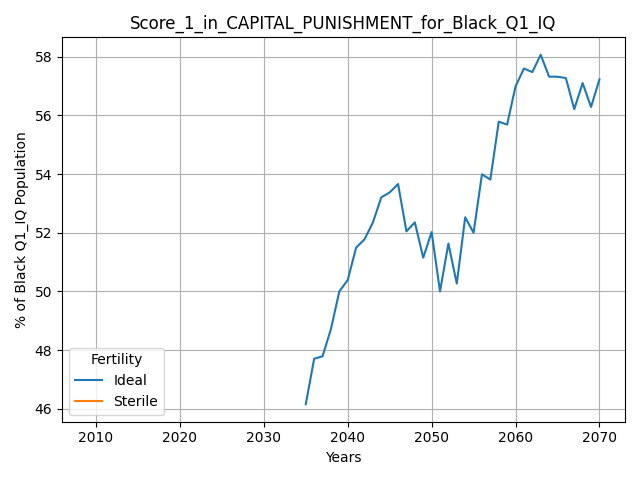 Score_1_in_CAPITAL_PUNISHMENT_for_Black_Q1_IQ
% of Black Q1_IQ Population
58
56
54
52
50
48
46
Fertility
Ideal
Sterile
2010 2020 2030 2040 2050 2060 2070
Years